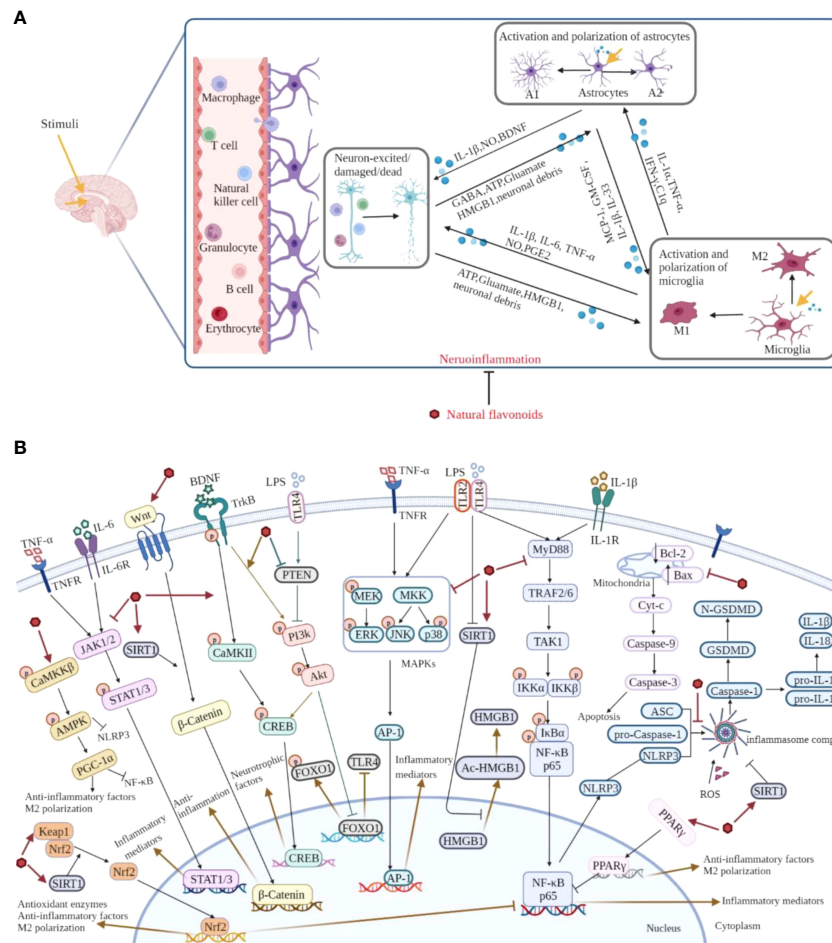 A
Activation and polarization of astrocytes
A1
Astrocytes
A2
Stimuli
Macrophage
T cell
Natural
killer cell
Granulocyte
B cell
Erythrocyte
Neuron-excited/
damaged/dead
IL-1β,NO,BDNF
GABA,ATP,Gluamate
HMGB1,neuronal debris
MCP-1, GM-CSF,
IL-1β, IL-33
IL-1α,TNF-α,
IFN-γ,C1q
IL-1β, IL-6, TNF-α
NO,PGE2
ATP,Gluamate,HMGB1,
neuronal debris
Activation and
polarization of
microglia
M2
M1
Microglia
Neruoinflammation
Natural flavonoids
B
BDNF
TrkB
LPS
TLR4
TNF-α
TNFR
LPS
TLR2
TLR4
IL-1β
IL-1R
Wnt
IL-6
IL-6R
TNF-α
TNFR
P
PTEN
P
MEK
MKK
P
ERK
P
JNK
P
p38
MAPKs
MyD88
TRAF2/6
TAK1
P
P
IKKα
IKKβ
P
IκBα
P
NF-κB
p65
SIRT1
Bcl-2
Bax
Mitochondria
Cyt-c
Caspase-9
Caspase-3
Apoptosis
N-GSDMD
GSDMD
Caspase-1
IL-1β
IL-18
pro-IL-1
pro-IL-1
ASC
pro-Caspase-1
NLRP3
inflammasome comp
ROS
NLRP3
SIRT1
PPARγ
JAK1/2
SIRT1
P
CaMKKβ
P
STAT1/3
P
AMPK
NLRP3
PGC-1α
NF-κB
Anti-inflammatory factors
M2 polarization
P
CaMKII
P
PI3k
P
Akt
P
CREB
β-Catenin
AP-1
HMGB1
Ac-HMGB1
HMGB1
P
FOXO1
TLR4
FOXO1
Inflammatory
mediators
Neurotrophic
factors
Anti-
inflammation
Inflammatory
mediators
Keap1
Nrf2
SIRT1
Nrf2
Antioxidant enzymes
Anti-inflammatory factors
M2 polarization
STAT1/3
β-Catenin
CREB
AP-1
Nrf2
NF-κB
p65
PPARγ
Anti-inflammatory factors
M2 polarization
Inflammatory mediators
Nucleus
Cytoplasm